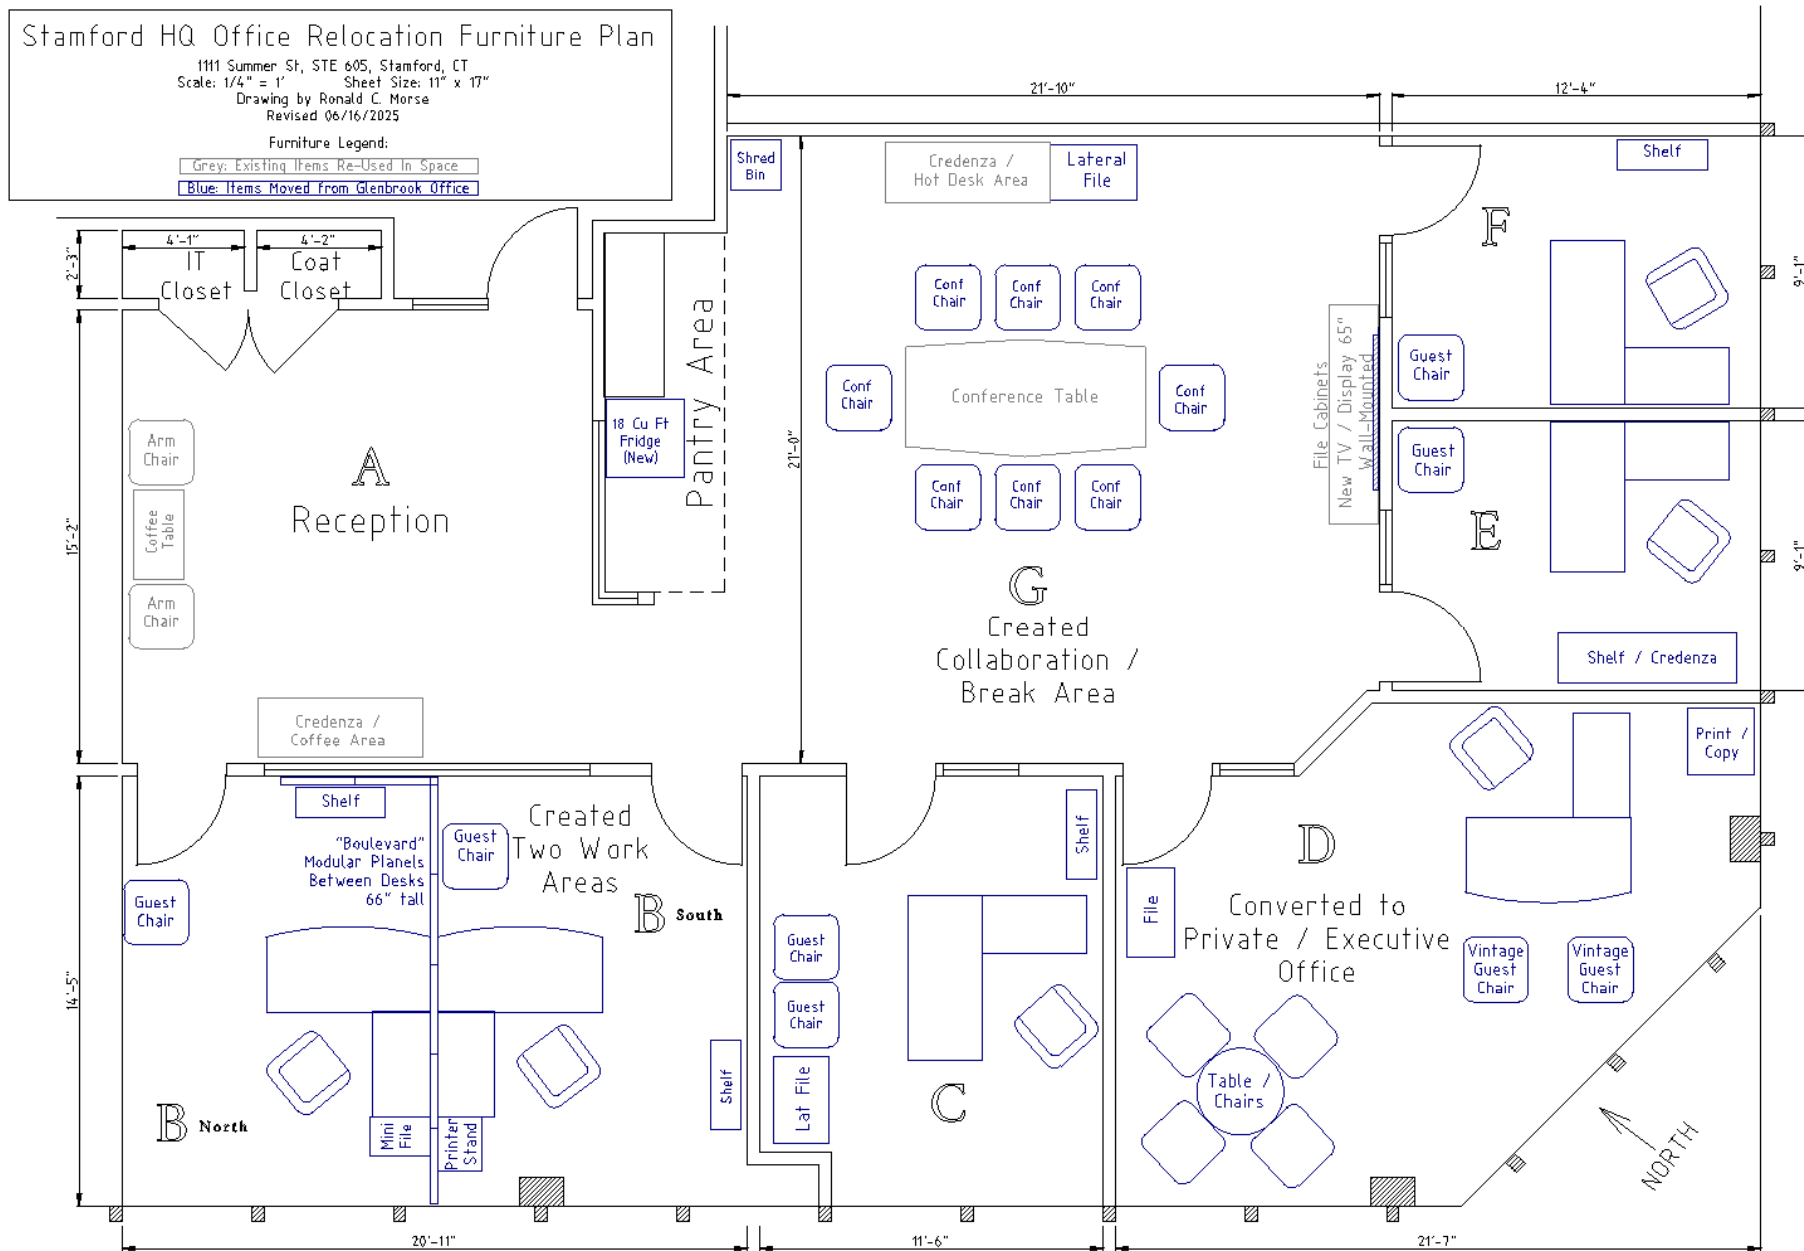 Stamford HQ Office Relocation Furniture Plan
1111 Summer St, STE 605, Stamford, CT
Scale: 1/4" = 1'    Sheet Size: 11" x 17"
Drawing by Ronald C. Morse
Revised 06/16/2025
Furniture Legend:
Grey: Existing Items Re-Used In Space
Blue: Items Moved from Glenbrook Office
21'-10"
12'-4"
Shred
Bin
Credenza /
Hot Desk Area
Lateral
File
Shelf
F
9'-1"
2'-3"
4'-1"
4'-2"
IT
Closet
Coat
Closet
Pantry Area
18 Cu Ft
Fridge
(New)
21'-0"
Conf
Chair
Conf
Chair
Conf
Chair
Conf
Chair
Conference Table
Conf
Chair
Conf
Chair
Conf
Chair
Conf
Chair
File Cabinets
New TV / Display 65"
Wall-Mounted
Guest
Chair
Guest
Chair
E
9'-1"
Shelf / Credenza
15'-2"
Arm
Chair
Coffee
Table
Arm
Chair
A
Reception
Credenza /
Coffee Area
G
Created
Collaboration /
Break Area
14'-5"
Shelf
"Boulevard"
Modular Planels
Between Desks
66" tall
Guest
Chair
Created
Two Work
Areas
B South
Guest
Chair
B North
Mini
File
Printer
Stand
Shelf
Guest
Chair
Guest
Chair
Lat File
Shelf
C
File
D
Converted to
Private / Executive
Office
Print /
Copy
Vintage
Guest
Chair
Vintage
Guest
Chair
Table /
Chairs
NORTH
20'-11"
11'-6"
21'-7"